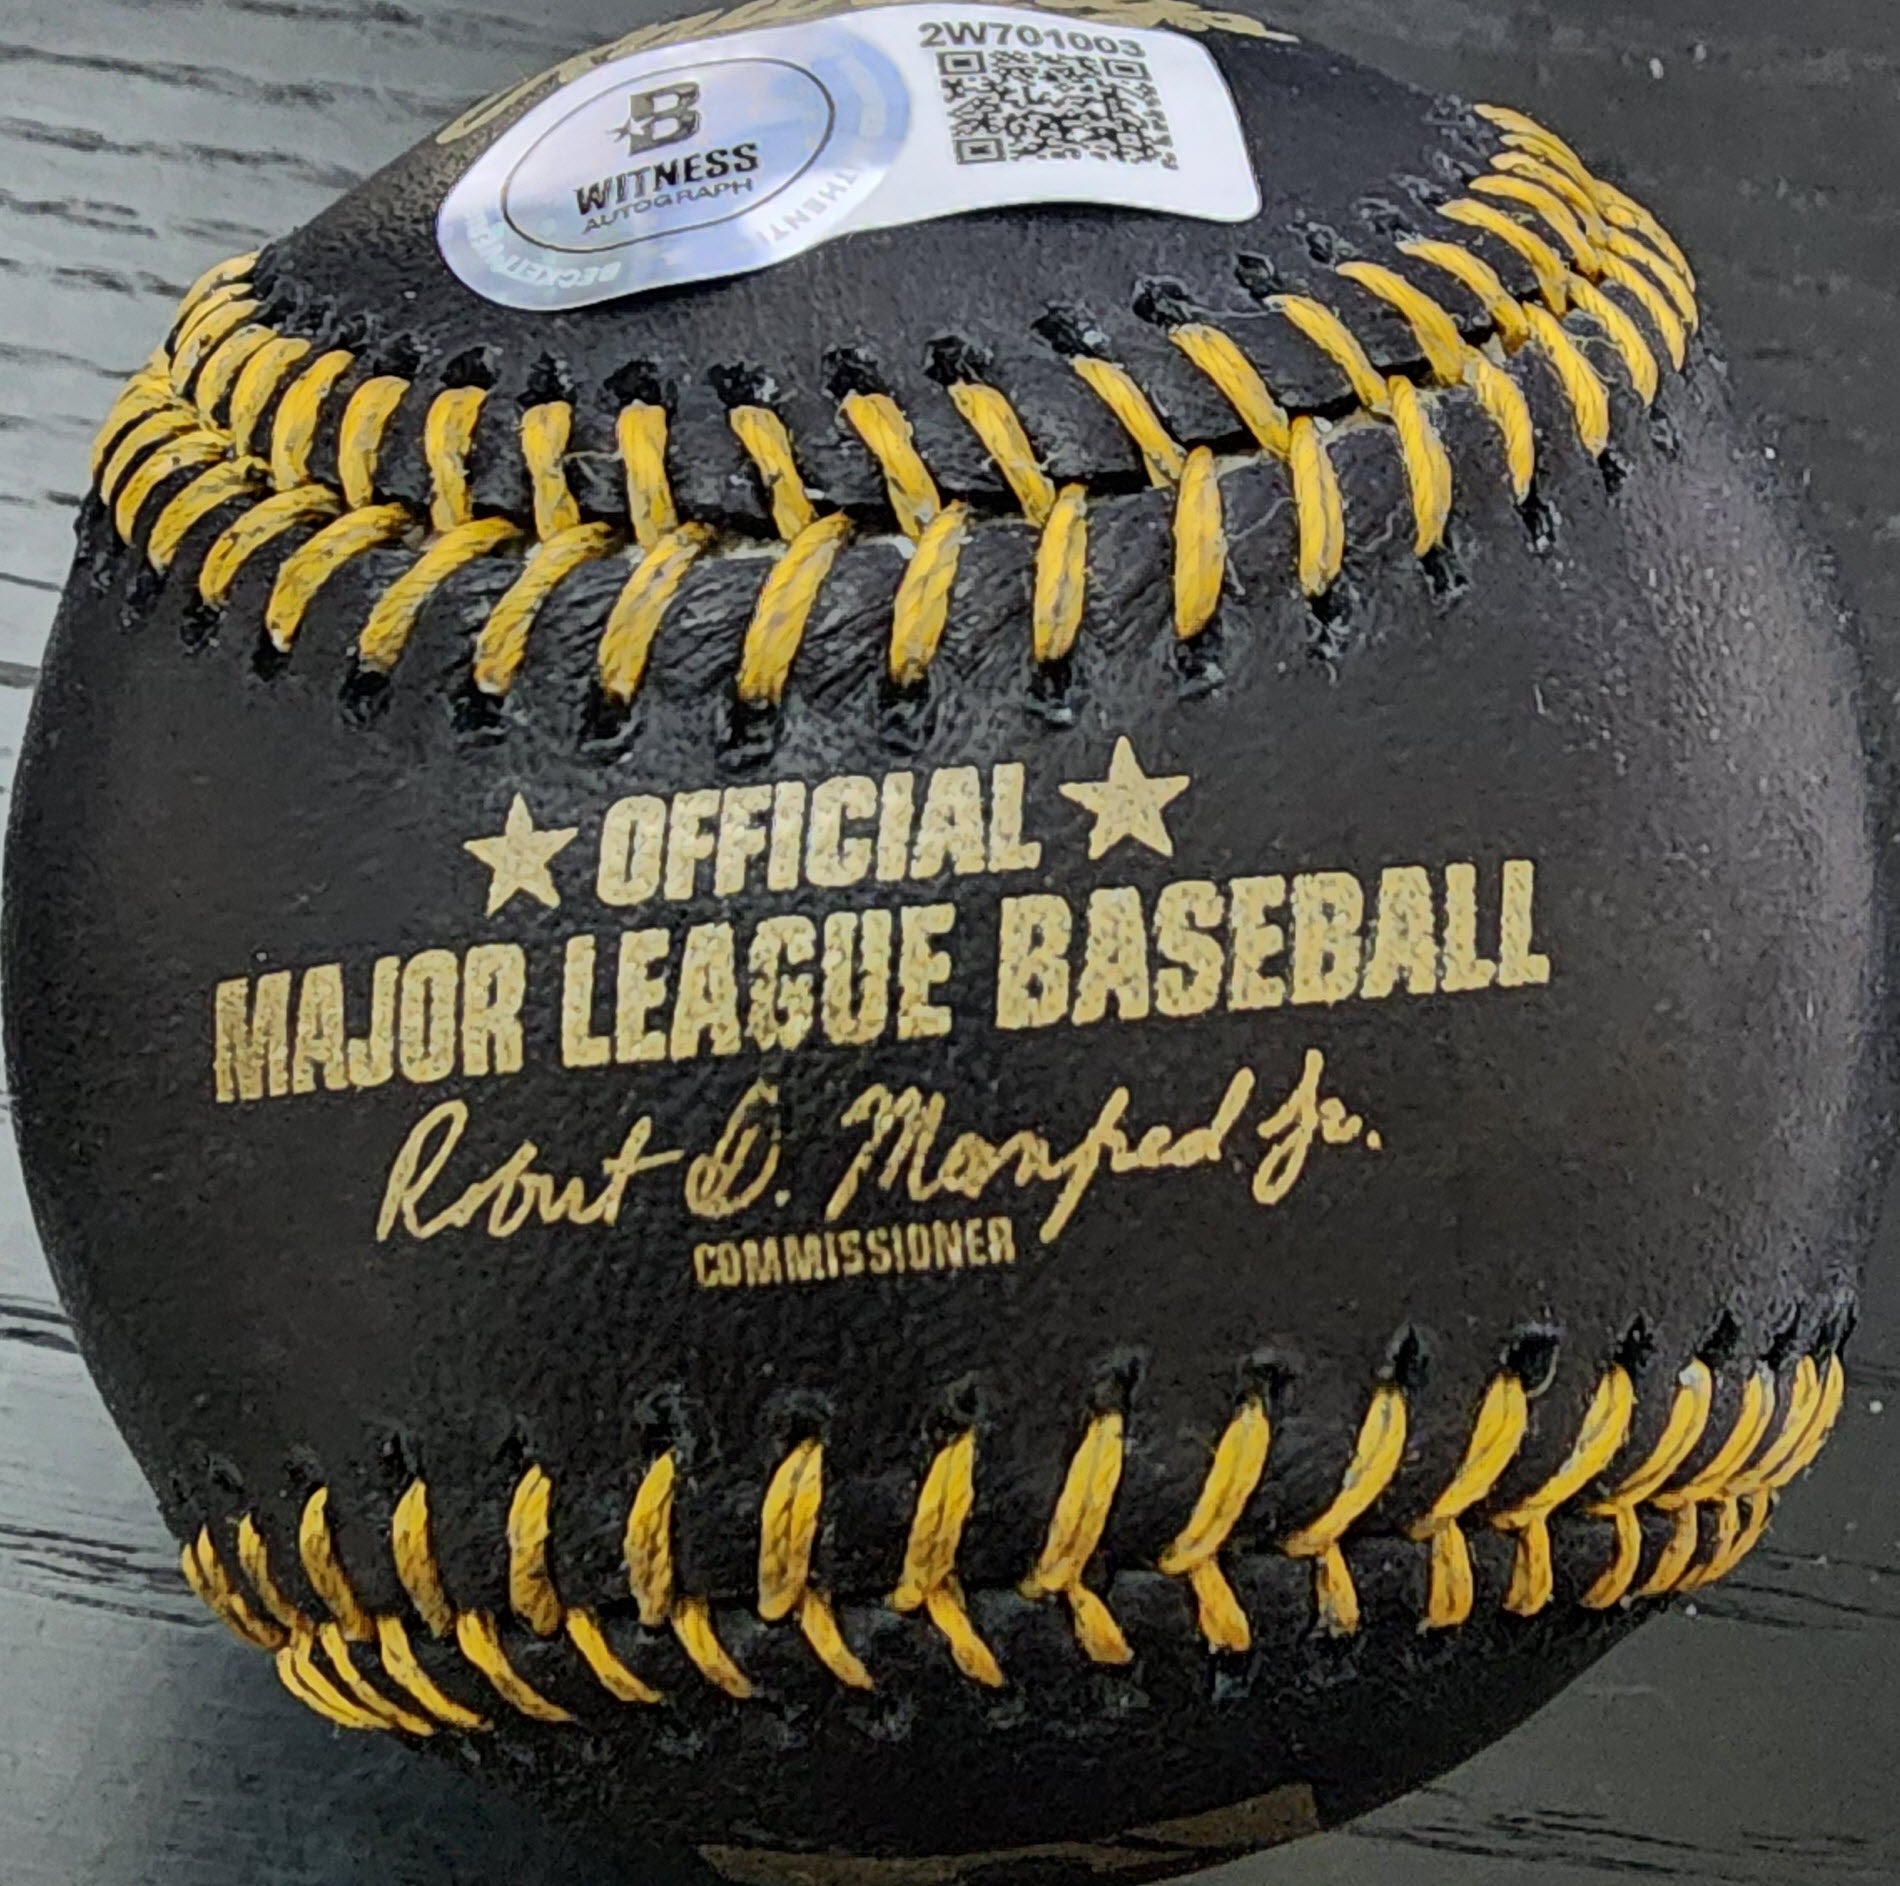 2W701003
B
WITNESS
AUTOGRAPH
★ OFFICIAL ★
MAJOR LEAGUE BASEBALL
Robert D. Manfred Jr.
COMMISSIONER